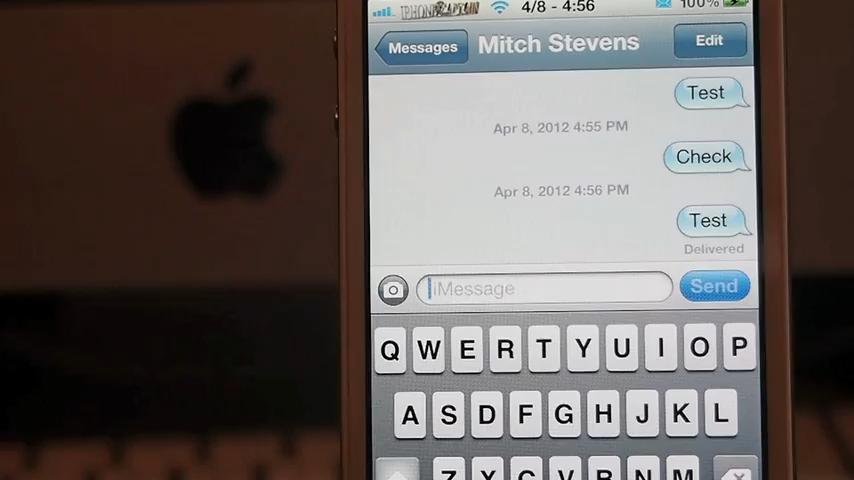 IPHONECAPTAIN 4/8 - 4:56 100%
Messages Mitch Stevens Edit
Test
Apr 8, 2012 4:55 PM
Check
Apr 8, 2012 4:56 PM
Test
Delivered
iMessage Send
Q W E R T Y U I O P
A S D F G H J K L
Z X C V B N M